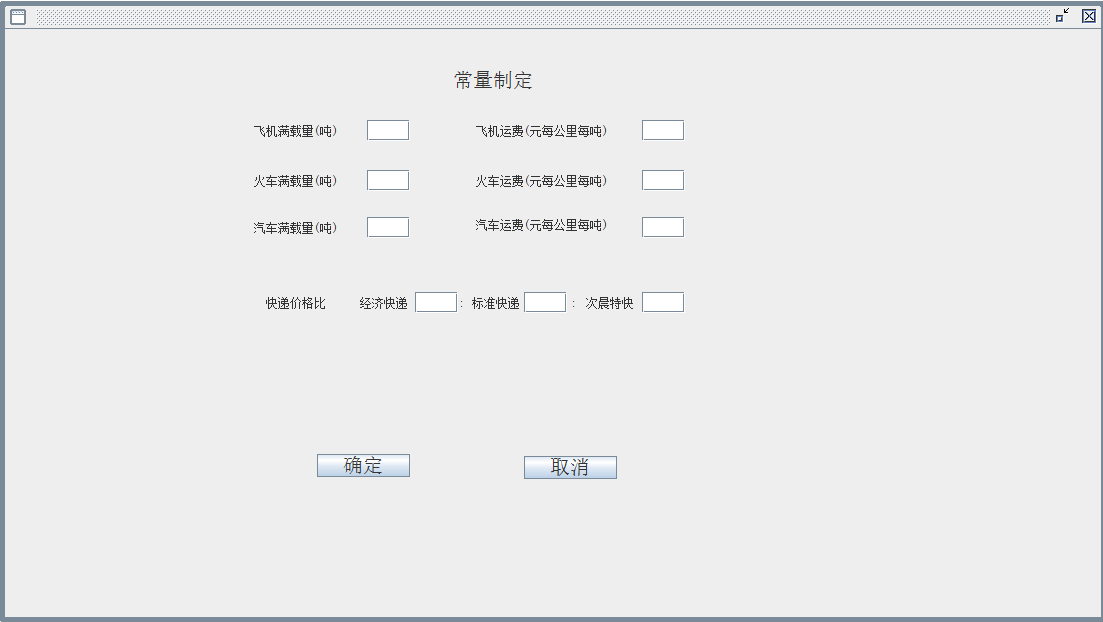 常量制定
飞机满载量(吨) 飞机运费(元每公里每吨)
火车满载量(吨) 火车运费(元每公里每吨)
汽车满载量(吨) 汽车运费(元每公里每吨)
快递价格比 经济快递 : 标准快递 : 次晨特快
确定 取消